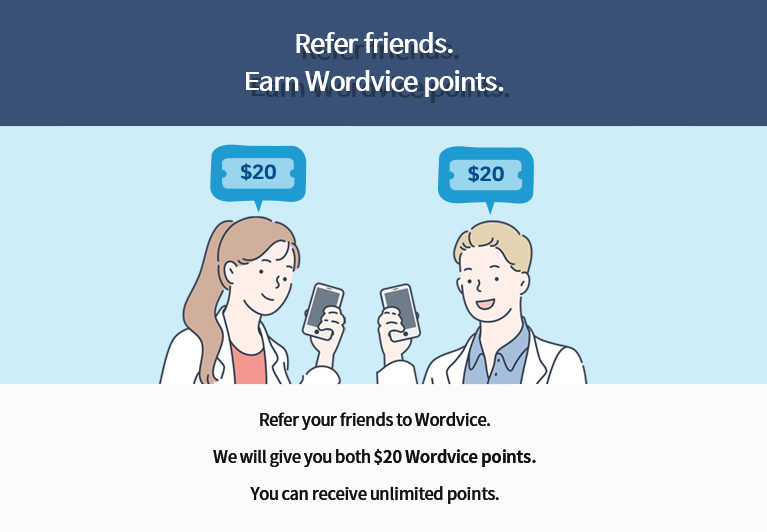 Refer friends.
Earn Wordvice points.
$20
$20
Refer your friends to Wordvice.
We will give you both $20 Wordvice points.
You can receive unlimited points.